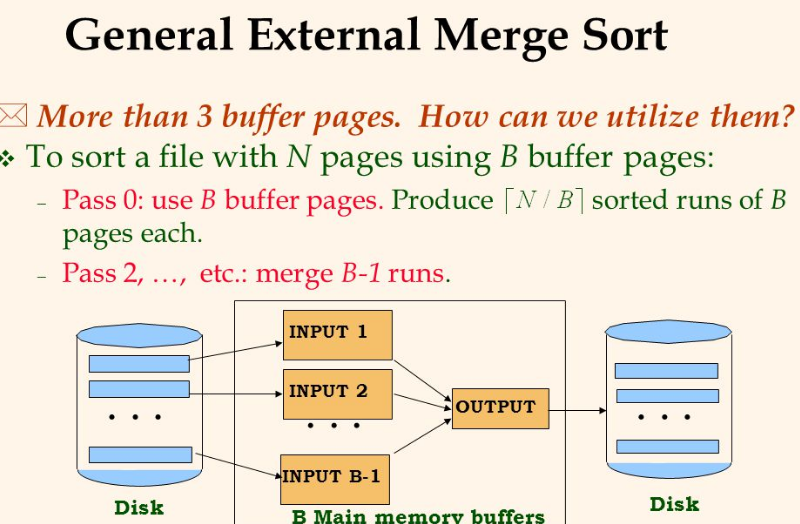 General External Merge Sort
More than 3 buffer pages. How can we utilize them?
❖ To sort a file with N pages using B buffer pages:
– Pass 0: use B buffer pages. Produce ⌈N / B⌉ sorted runs of B
pages each.
– Pass 2, …, etc.: merge B-1 runs.
INPUT 1
INPUT 2
• • •
INPUT B-1
OUTPUT
• • •
• • •
Disk
B Main memory buffers
Disk